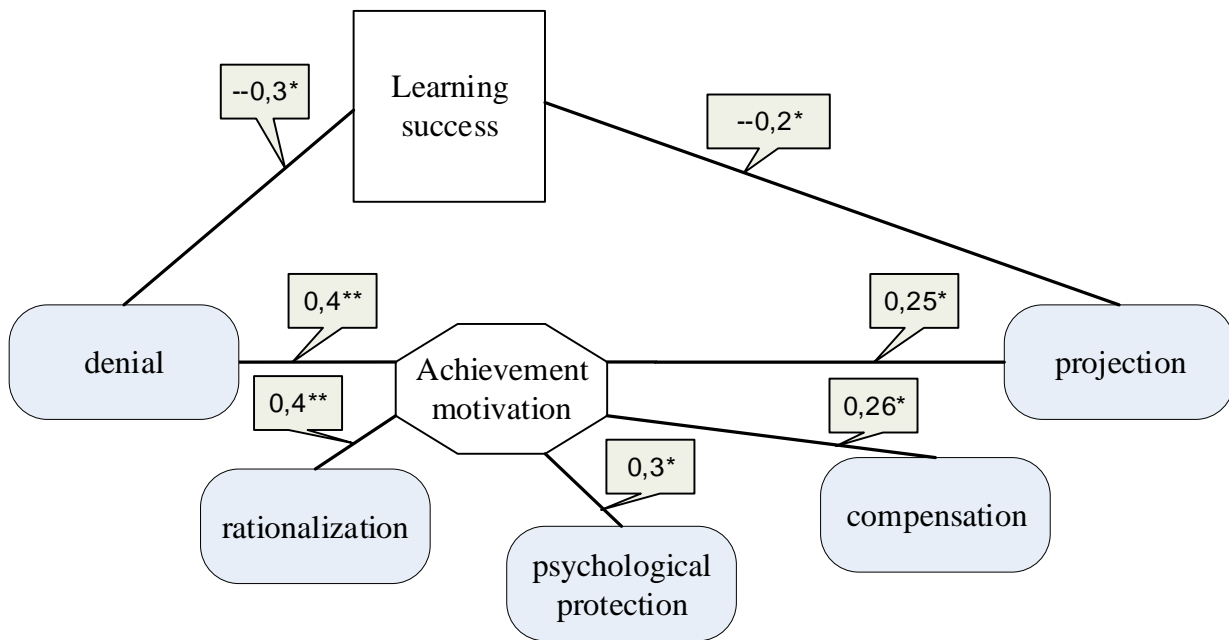 Learning
success
--0,3*
--0,2*
0,4**
0,25*
denial
Achievement
motivation
projection
0,4**
0,26*
0,3*
rationalization
compensation
psychological
protection